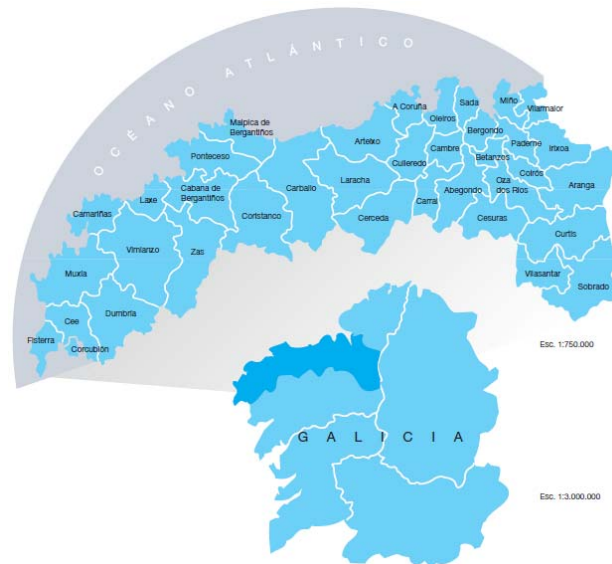 OCÉANO ATLÁNTICO
Malpica de
Bergantiños
Ponteceso
Laxe
Cabana de
Bergantiños
Camariñas
Vimianzo
Zas
Muxía
Cee
Dumbría
Fisterra
Corcubión
Coristanco
Carballo
A Coruña
Arteixo
Culleredo
Laracha
Cerceda
Oleiros
Sada
Cambre
Bergondo
Betanzos
Carral
Abegondo
Oza
dos Ríos
Cesuras
Miño
Vilarmaior
Paderne
Irixoa
Coirós
Aranga
Curtis
Vilasantar
Sobrado
Esc. 1:750.000
GALICIA
Esc. 1:3.000.000